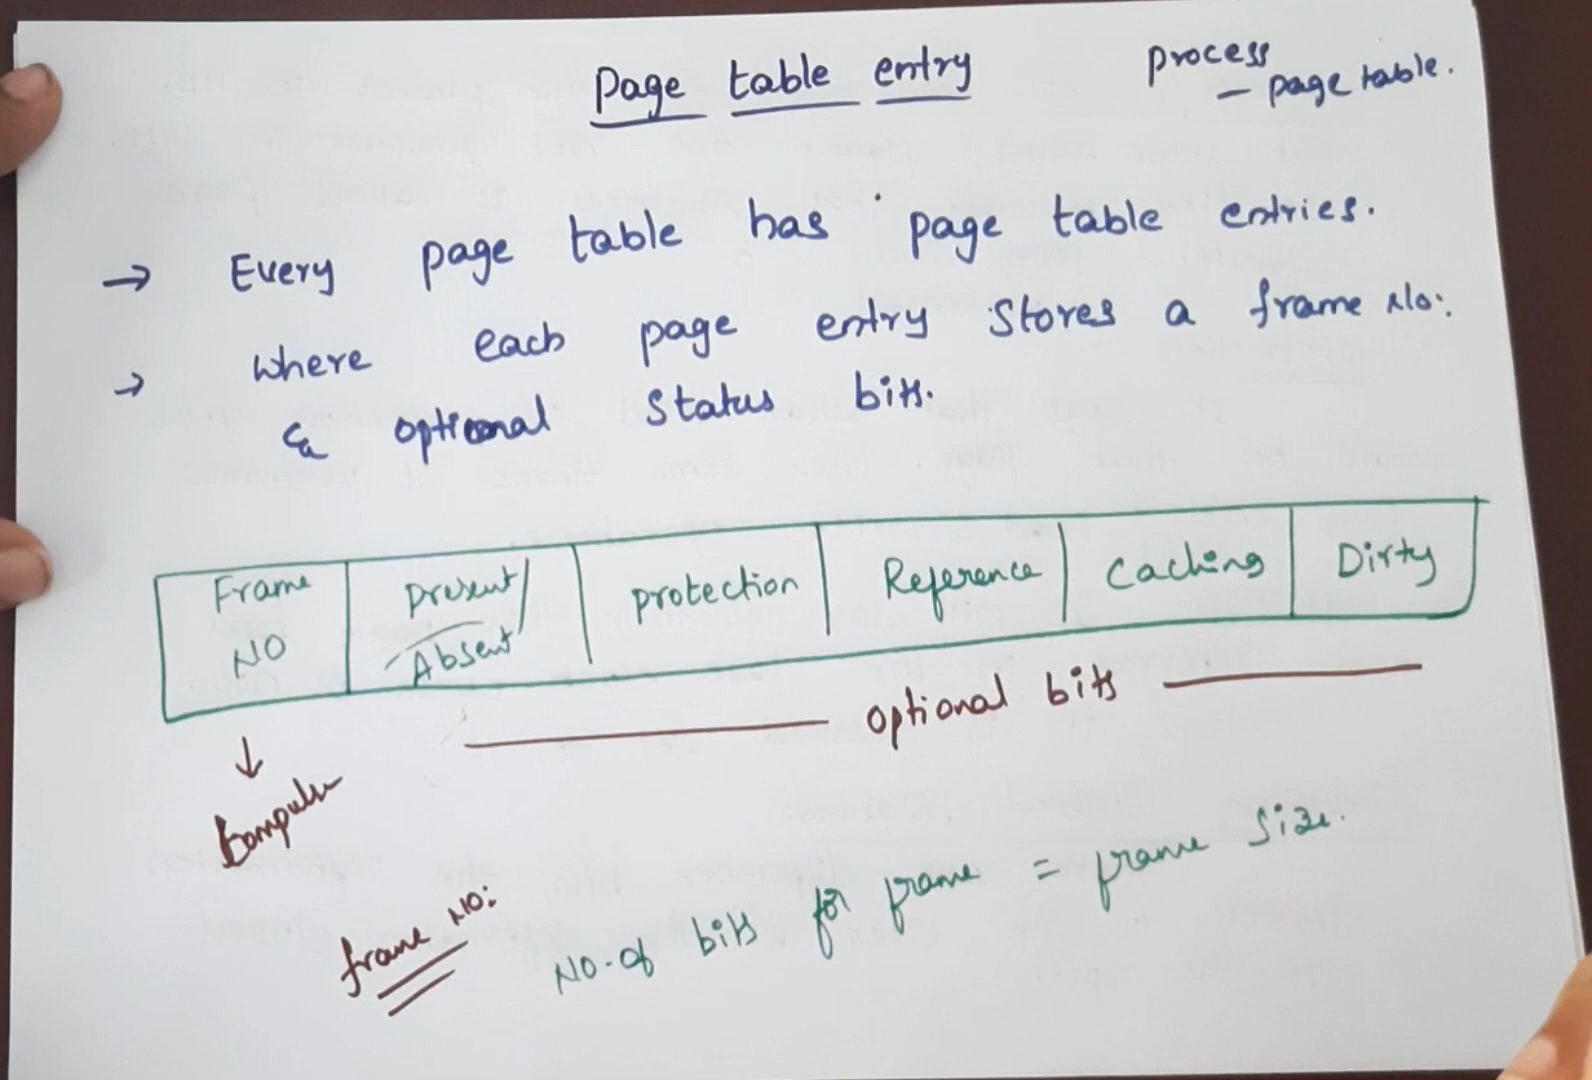 Page table entry
process
- page table.
→ Every page table has page table entries.
→ where each page entry stores a frame No:
& optional status bits.
Frame NO
Present/Absent
protection
Reference
Caching
Dirty
optional bits
↓
frame No:
No. of bits for frame = frame size.